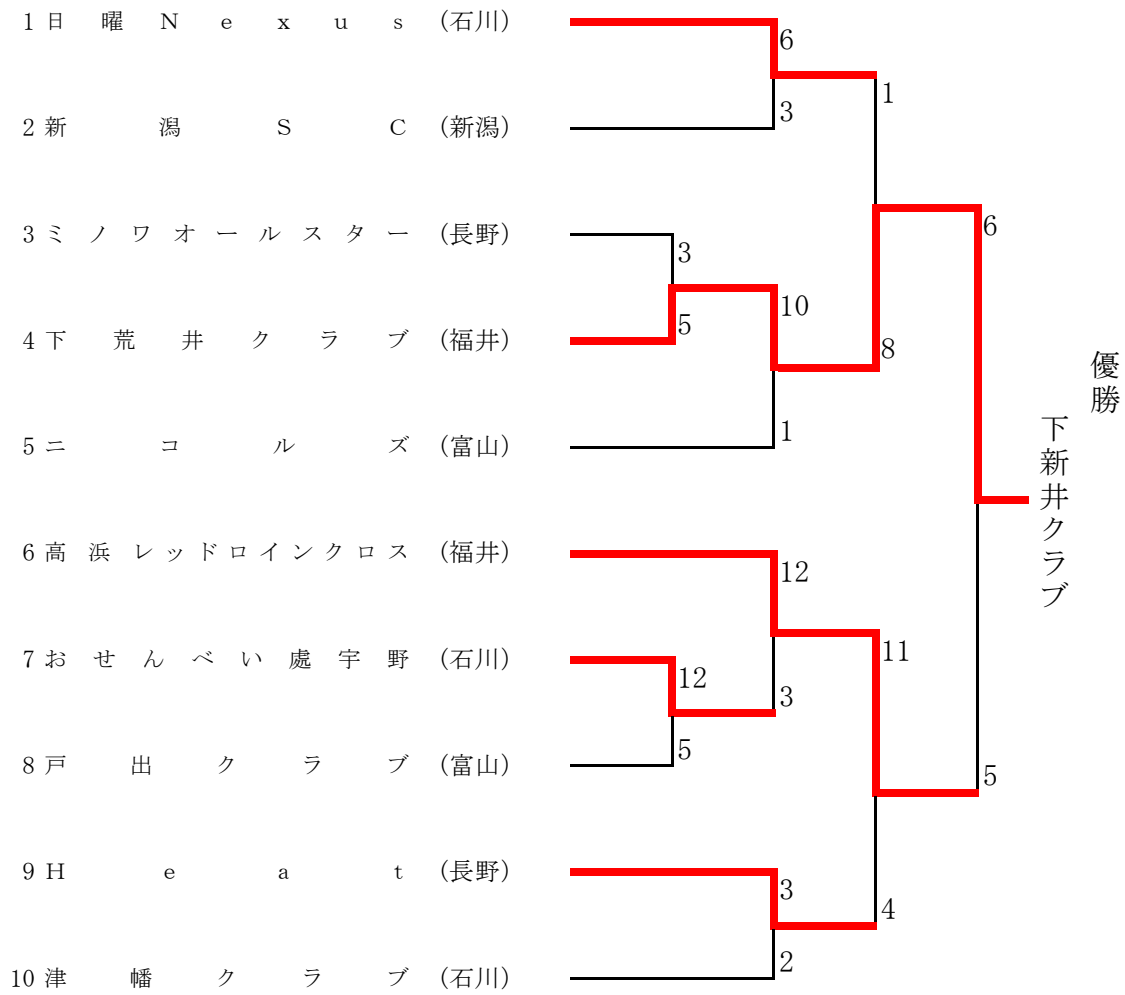 1 日曜Nexus (石川)
6
1
3
2 新潟SC (新潟)
3 ミノワオールスター (長野)
3
6
10
5
4 下荒井クラブ (福井)
8
優勝
下新井クラブ
1
5 ニコルズ (富山)
6 高浜レッドロインクロス (福井)
12
11
7 おせんべい處宇野 (石川)
12
3
5
8 戸出クラブ (富山)
5
9 Heat (長野)
3
4
2
10 津幡クラブ (石川)